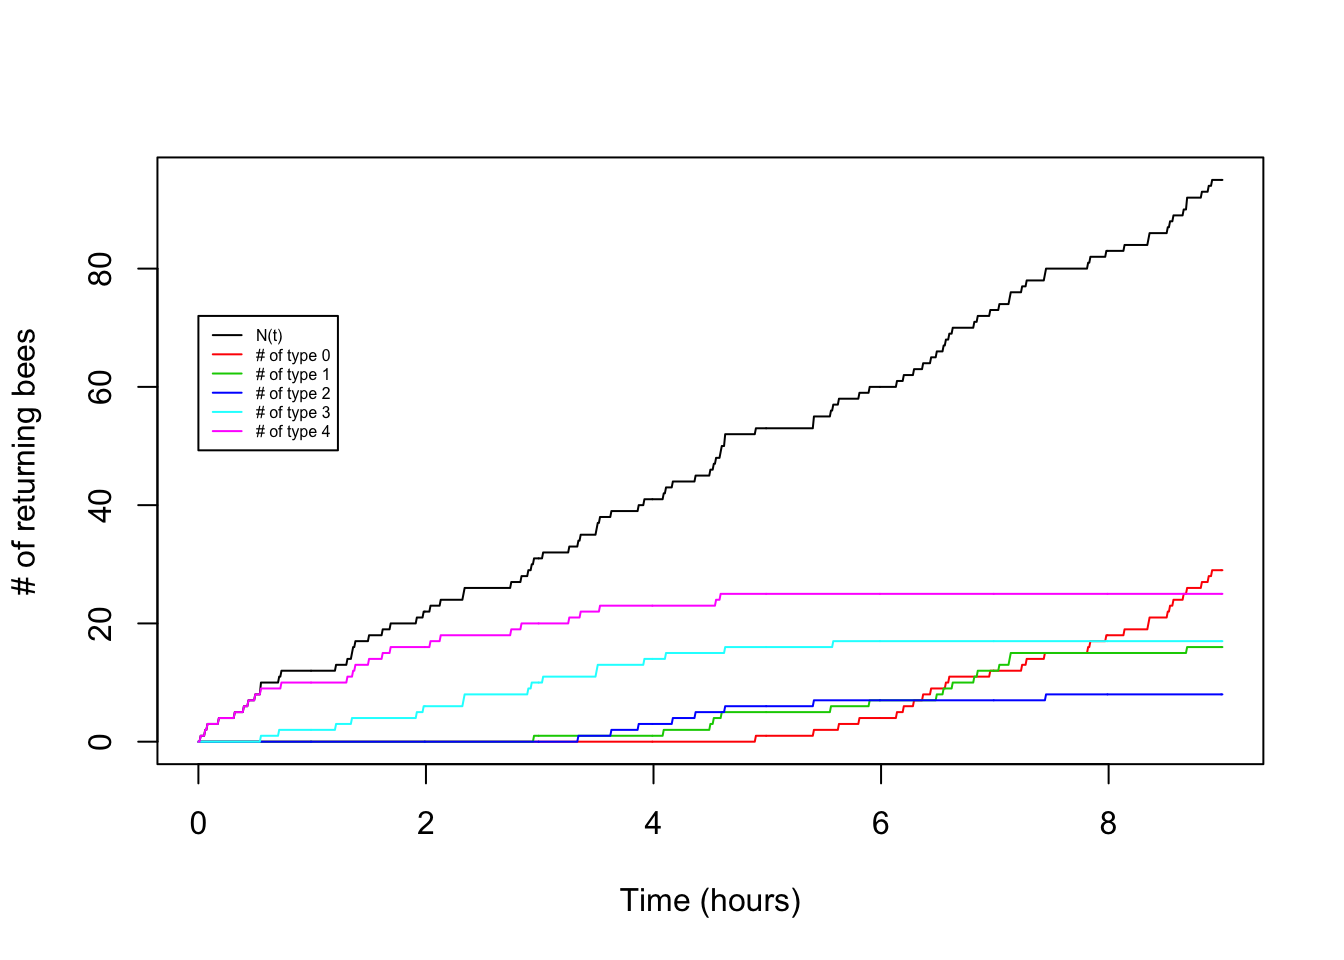 80
60
40
20
0
# of returning bees
N(t)
# of type 0
# of type 1
# of type 2
# of type 3
# of type 4
0 2 4 6 8
Time (hours)